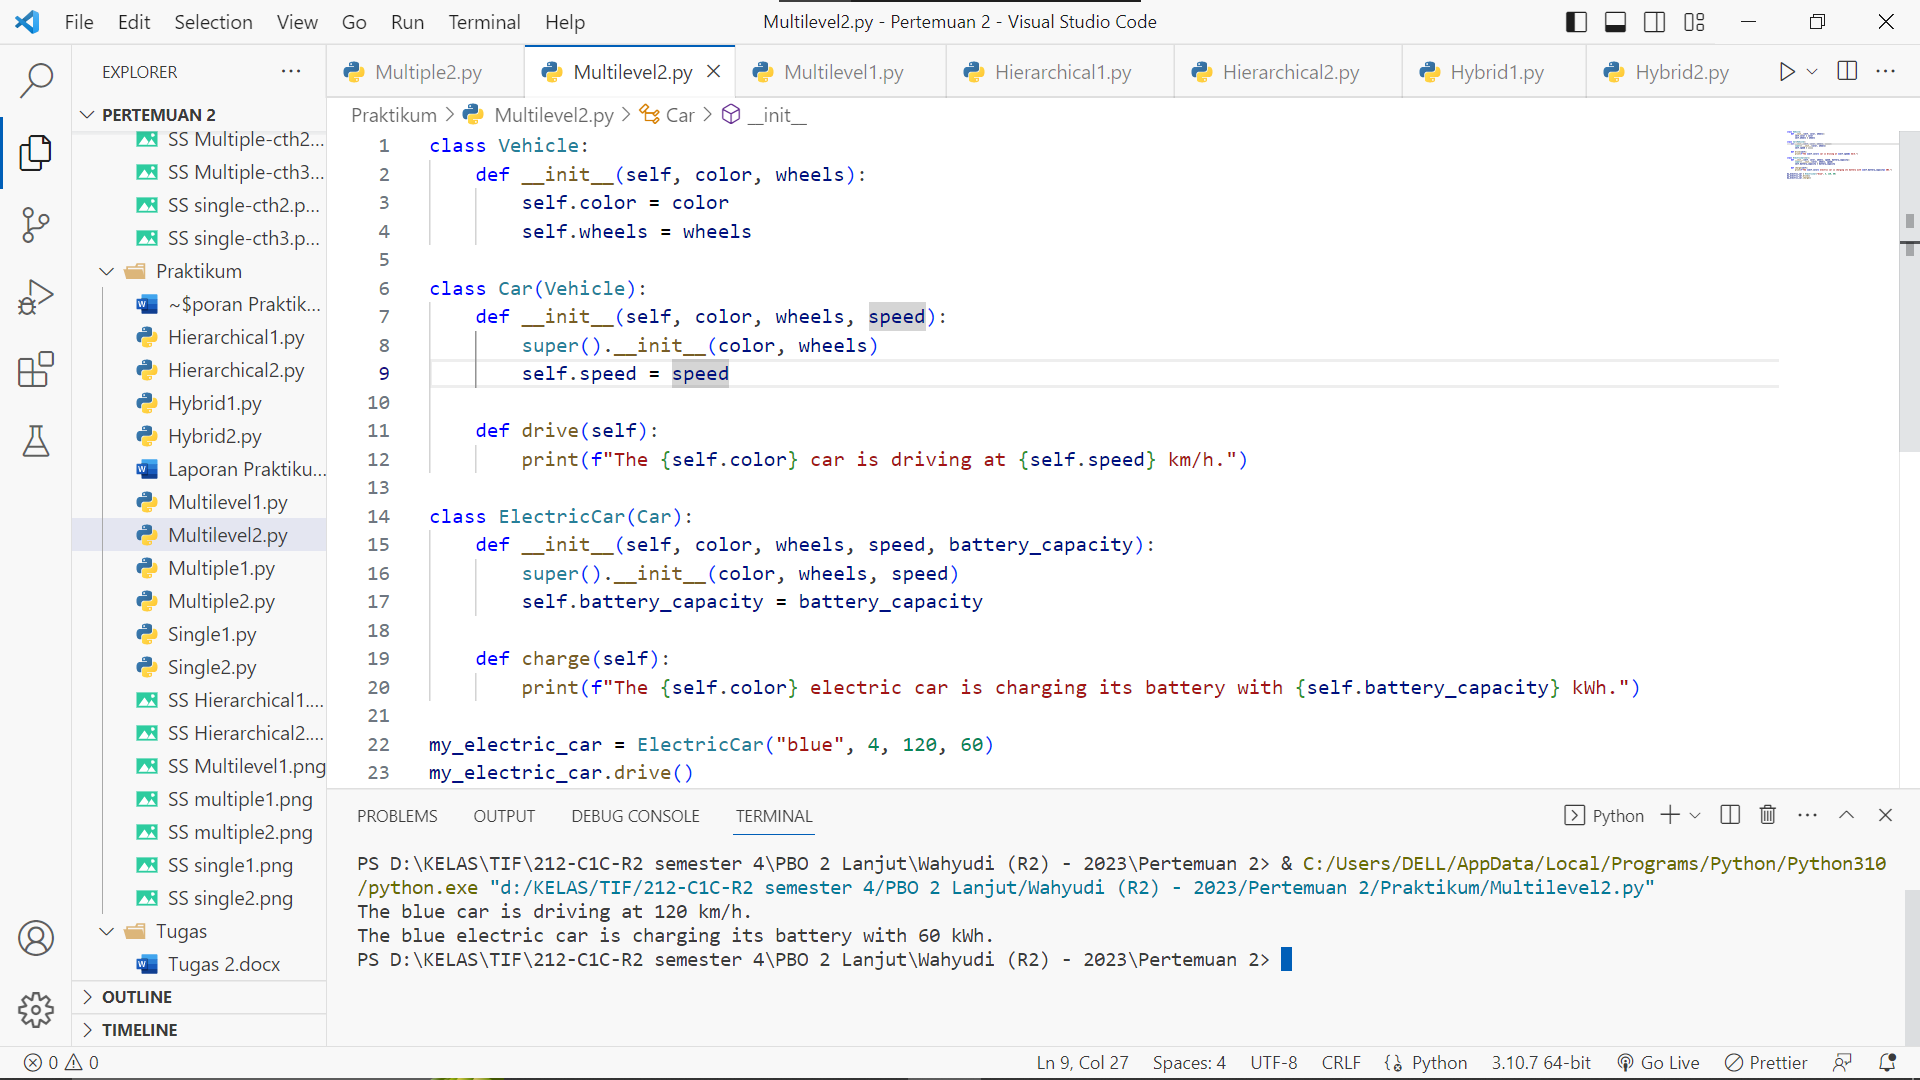 File Edit Selection View Go Run Terminal Help
Multilevel2.py - Pertemuan 2 - Visual Studio Code
EXPLORER
PERTEMUAN 2
SS Multiple-cth2...
SS Multiple-cth3...
SS single-cth2.p...
SS single-cth3.p...
Praktikum
~$poran Praktik...
Hierarchical1.py
Hierarchical2.py
Hybrid1.py
Hybrid2.py
Laporan Praktiku...
Multilevel1.py
Multilevel2.py
Multiple1.py
Multiple2.py
Single1.py
Single2.py
SS Hierarchical1....
SS Hierarchical2....
SS Multilevel1.png
SS multiple1.png
SS multiple2.png
SS single1.png
SS single2.png
Tugas
Tugas 2.docx
OUTLINE
TIMELINE
Multiple2.py Multilevel2.py Multilevel1.py Hierarchical1.py Hierarchical2.py Hybrid1.py Hybrid2.py
Praktikum > Multilevel2.py > Car > __init__
1 class Vehicle:
2     def __init__(self, color, wheels):
3         self.color = color
4         self.wheels = wheels
5
6 class Car(Vehicle):
7     def __init__(self, color, wheels, speed):
8         super().__init__(color, wheels)
9         self.speed = speed
10
11     def drive(self):
12         print(f"The {self.color} car is driving at {self.speed} km/h.")
13
14 class ElectricCar(Car):
15     def __init__(self, color, wheels, speed, battery_capacity):
16         super().__init__(color, wheels, speed)
17         self.battery_capacity = battery_capacity
18
19     def charge(self):
20         print(f"The {self.color} electric car is charging its battery with {self.battery_capacity} kWh.")
21
22 my_electric_car = ElectricCar("blue", 4, 120, 60)
23 my_electric_car.drive()
PROBLEMS OUTPUT DEBUG CONSOLE TERMINAL
Python
PS D:\KELAS\TIF\212-C1C-R2 semester 4\PBO 2 Lanjut\Wahyudi (R2) - 2023\Pertemuan 2> & C:/Users/DELL/AppData/Local/Programs/Python/Python310
/python.exe "d:/KELAS/TIF/212-C1C-R2 semester 4/PBO 2 Lanjut/Wahyudi (R2) - 2023/Pertemuan 2/Praktikum/Multilevel2.py"
The blue car is driving at 120 km/h.
The blue electric car is charging its battery with 60 kWh.
PS D:\KELAS\TIF\212-C1C-R2 semester 4\PBO 2 Lanjut\Wahyudi (R2) - 2023\Pertemuan 2>
0 0
Ln 9, Col 27 Spaces: 4 UTF-8 CRLF Python 3.10.7 64-bit Go Live Prettier